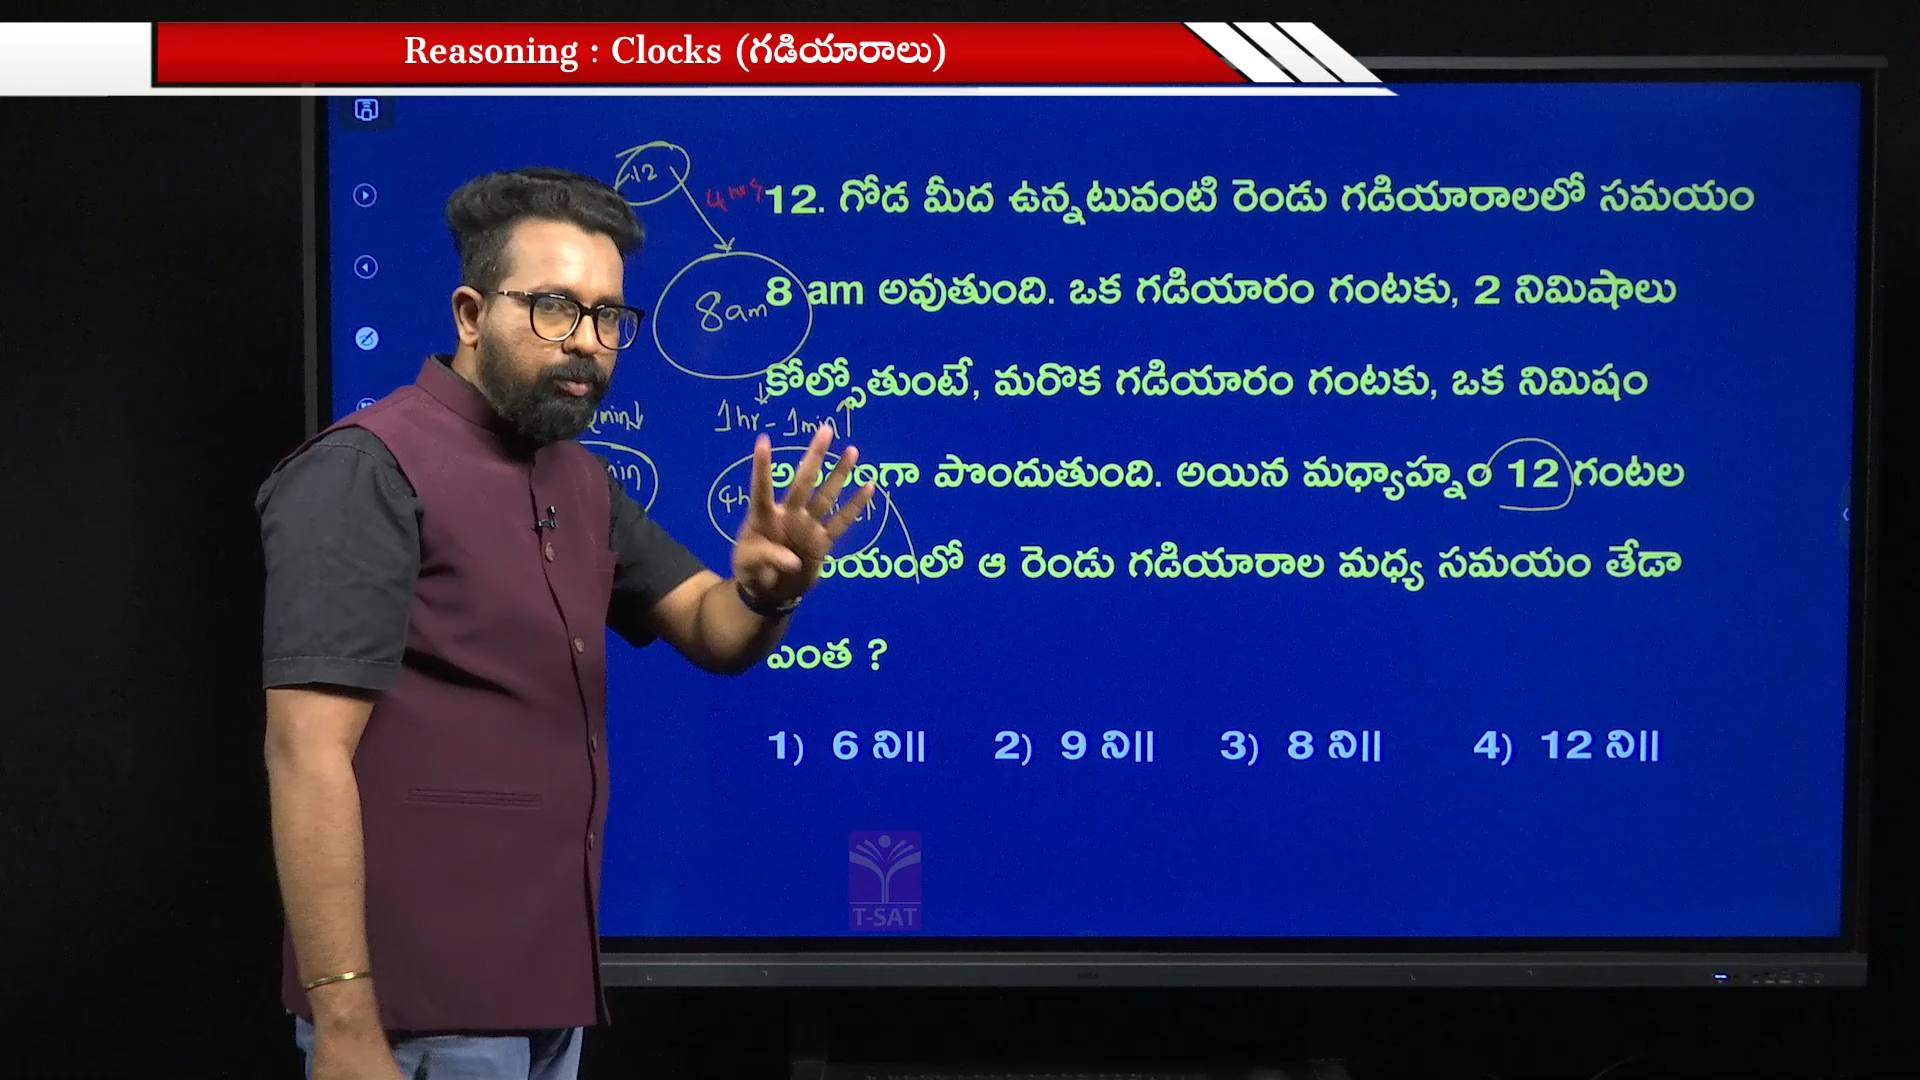 Reasoning : Clocks (గడియారాలు)
12
4 hrs
12. గోడ మీద ఉన్నటువంటి రెండు గడియారాలలో సమయం
8am
8 am అవుతుంది. ఒక గడియారం గంటకు, 2 నిమిషాలు
కోల్పోతుంటే, మరొక గడియారం గంటకు, ఒక నిమిషం
1hr - 1min↑
పొందుతుంది. అయిన మధ్యాహ్నం 12 గంటల
ఆ రెండు గడియారాల మధ్య సమయం తేడా
ఎంత ?
1) 6 ని|| 2) 9 ని|| 3) 8 ని|| 4) 12 ని||
T-SAT